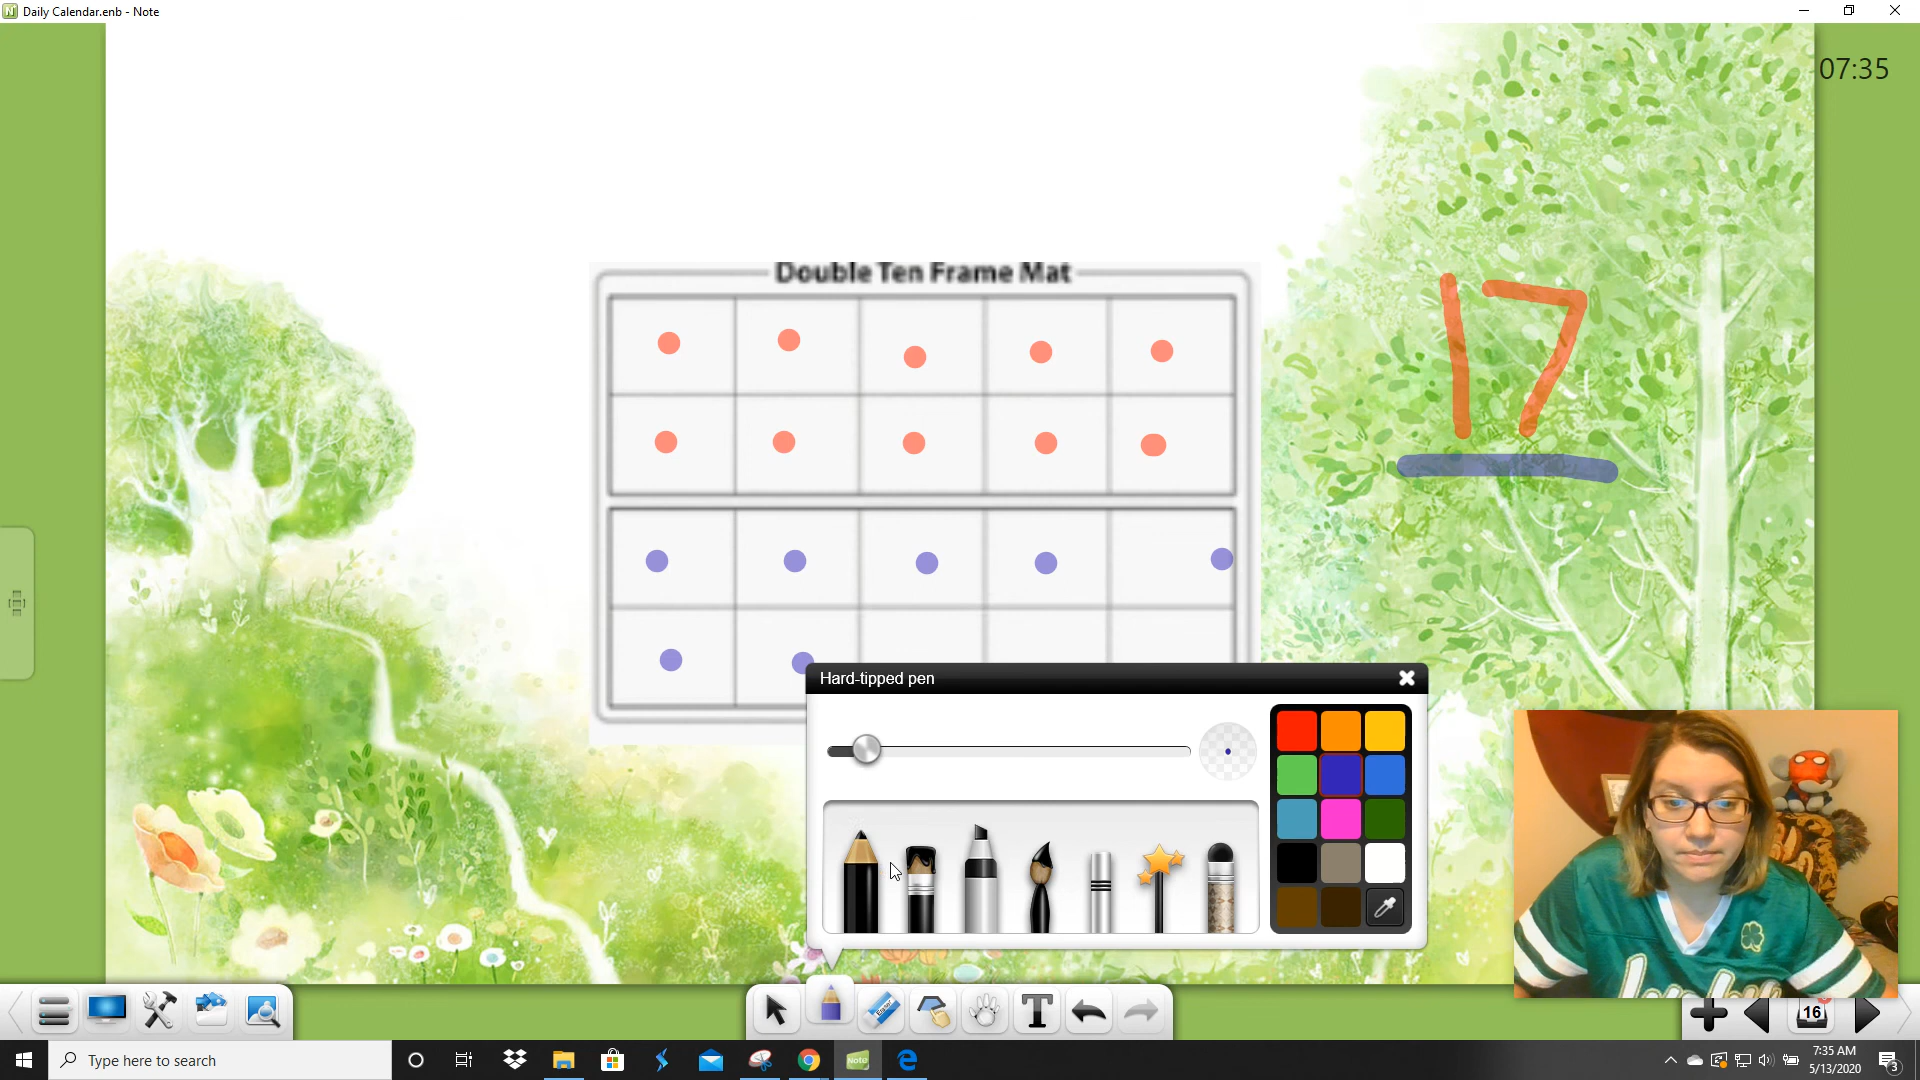 Daily Calendar.enb - Note
07:35
Double Ten Frame Mat
17
Hard-tipped pen
16
Type here to search
7:35 AM
5/13/2020
3